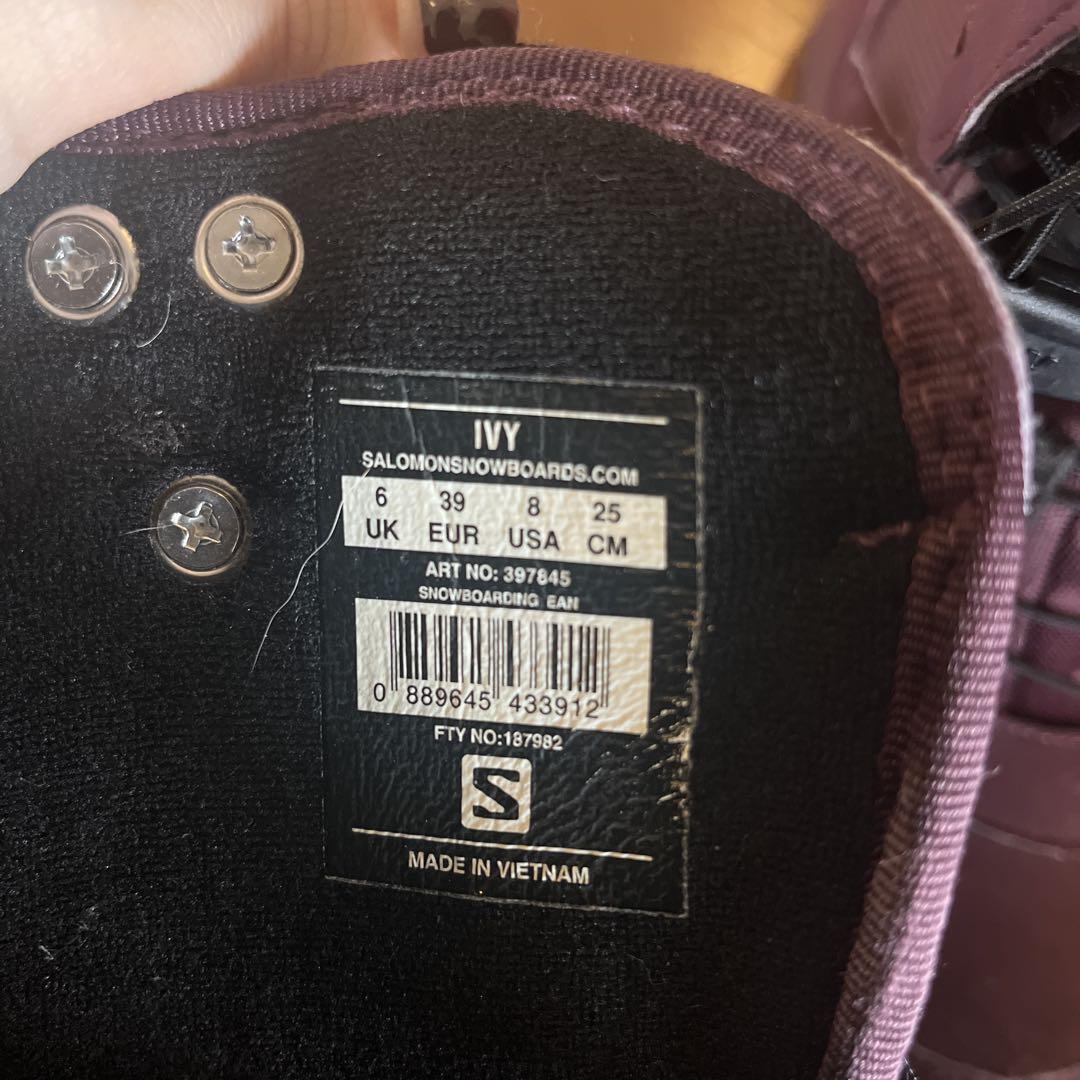 IVY
SALOMONSNOWBOARDS.COM
6 39 8 25
UK EUR USA CM
ART NO: 397845
SNOWBOARDING EAN
0 889645 433912
FTY NO:187982
S
MADE IN VIETNAM